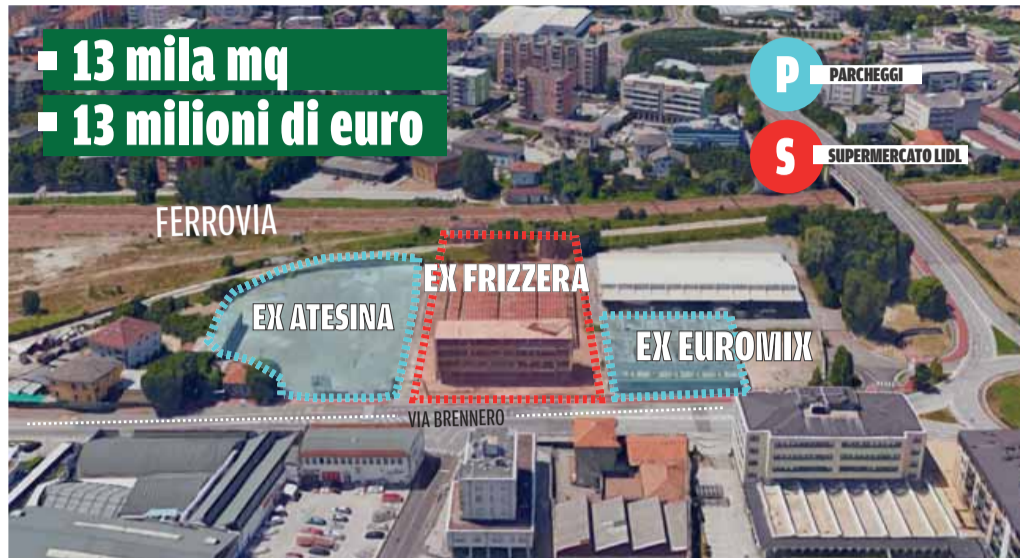 13 mila mq
13 milioni di euro
P
PARCHEGGI
S
SUPERMERCATO LIDL
FERROVIA
EX ATESINA
EX FRIZZERA
EX EUROMIX
VIA BRENNERO